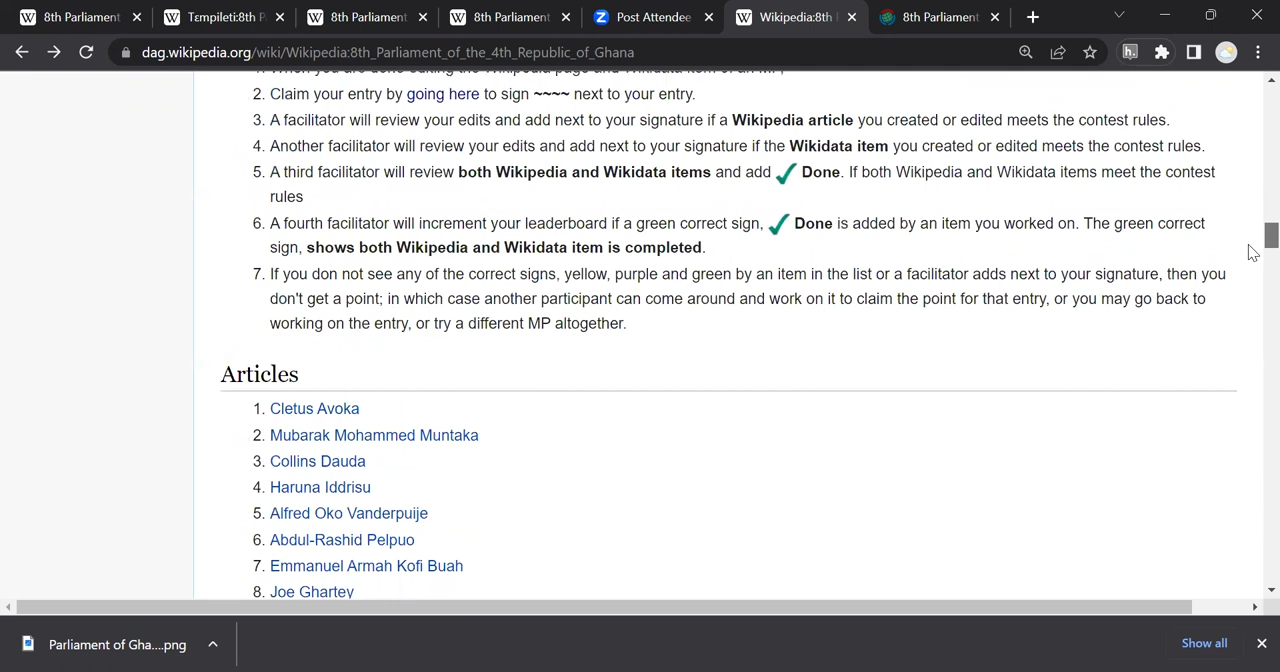 8th Parliament
Tɛmpileti:8th P
8th Parliament
8th Parliament
Post Attendee
Wikipedia:8th
8th Parliament
dag.wikipedia.org/wiki/Wikipedia:8th_Parliament_of_the_4th_Republic_of_Ghana
2. Claim your entry by going here to sign ~~~~ next to your entry.
3. A facilitator will review your edits and add next to your signature if a Wikipedia article you created or edited meets the contest rules.
4. Another facilitator will review your edits and add next to your signature if the Wikidata item you created or edited meets the contest rules.
5. A third facilitator will review both Wikipedia and Wikidata items and add Done. If both Wikipedia and Wikidata items meet the contest
rules
6. A fourth facilitator will increment your leaderboard if a green correct sign, Done is added by an item you worked on. The green correct
sign, shows both Wikipedia and Wikidata item is completed.
7. If you don not see any of the correct signs, yellow, purple and green by an item in the list or a facilitator adds next to your signature, then you
don't get a point; in which case another participant can come around and work on it to claim the point for that entry, or you may go back to
working on the entry, or try a different MP altogether.
Articles
1. Cletus Avoka
2. Mubarak Mohammed Muntaka
3. Collins Dauda
4. Haruna Iddrisu
5. Alfred Oko Vanderpuije
6. Abdul-Rashid Pelpuo
7. Emmanuel Armah Kofi Buah
8. Joe Ghartey
Parliament of Gha....png
Show all